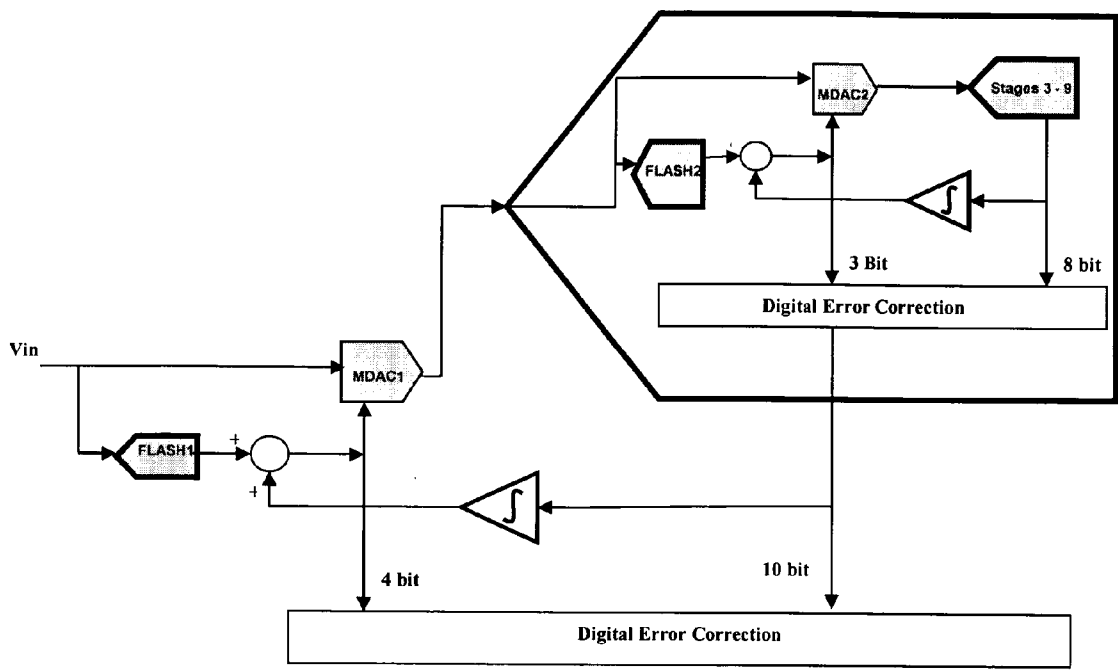 MDAC2
Stages 3 - 9
FLASH2
3 Bit
8 bit
Digital Error Correction
Vin
MDAC1
FLASH1
+
+
4 bit
10 bit
Digital Error Correction